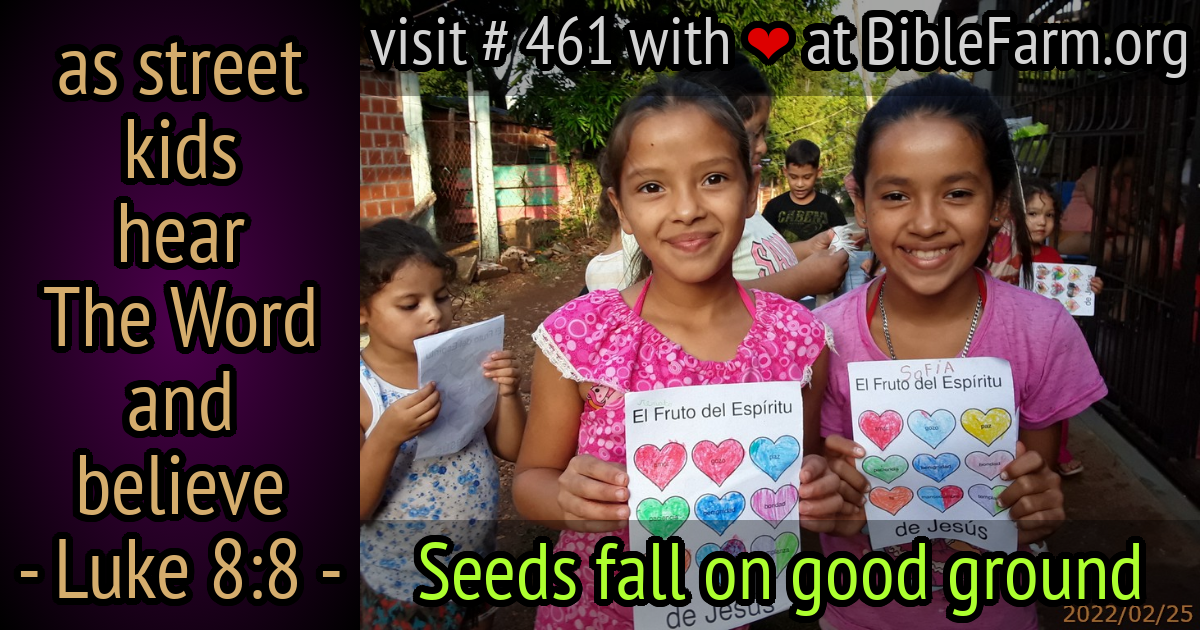 as street
kids
hear
The Word
and
believe
- Luke 8:8 -
visit # 461 with ❤ at BibleFarm.org
El Fruto del Espíritu
paz
de Jesús
SoFIA
El Fruto del Espíritu
gozo
paz
de Jesús
Seeds fall on good ground
2022/02/25